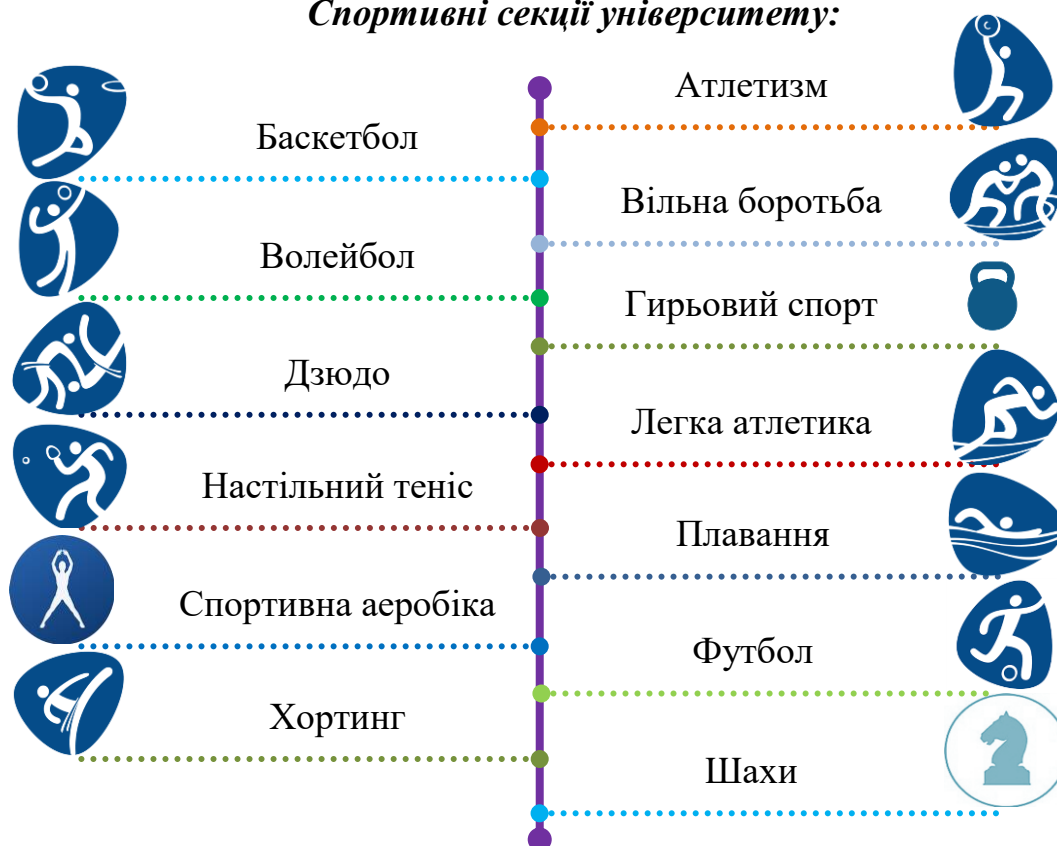 Спортивні секції університету:
Атлетизм
Баскетбол
Вільна боротьба
Волейбол
Гирьовий спорт
Дзюдо
Легка атлетика
Настільний теніс
Плавання
Спортивна аеробіка
Футбол
Хортинг
Шахи